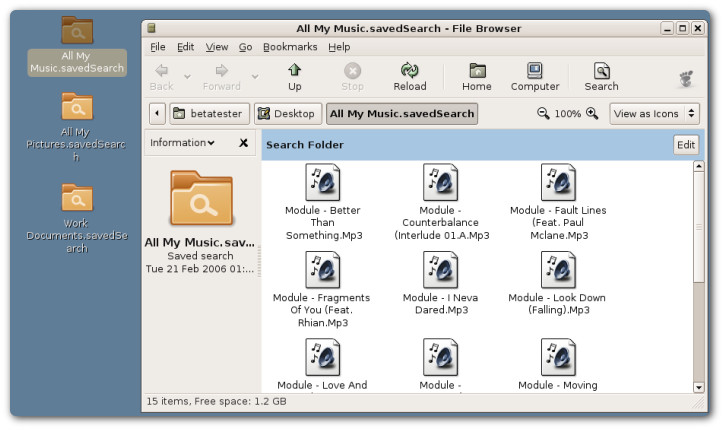 All My
Music.savedSearch
All My
Pictures.savedSearc
h
Work
Documents.savedSe
arch
All My Music.savedSearch - File Browser
File Edit View Go Bookmarks Help
Back Forward Up Stop Reload Home Computer Search
betatester Desktop All My Music.savedSearch 100% View as Icons
Information
All My Music.sav...
Saved search
Tue 21 Feb 2006 01:...
Search Folder Edit
Module - Better
Than
Something.Mp3
Module -
Counterbalance
(Interlude 01.A.Mp3
Module - Fault Lines
(Feat. Paul
Mclane.Mp3
Module - Fragments
Of You (Feat.
Rhian.Mp3
Module - I Neva
Dared.Mp3
Module - Look Down
(Falling).Mp3
Module - Love And
Module -
Module - Moving
15 items, Free space: 1.2 GB